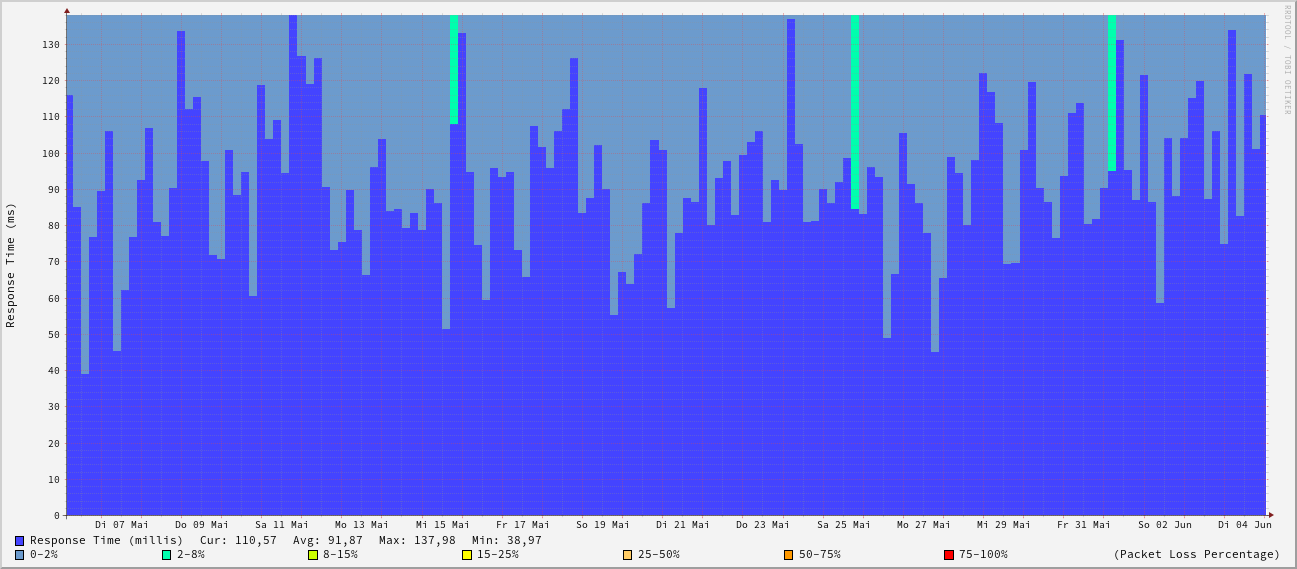 RRDTOOL / TOBI OETIKER
Response Time (ms)
130
120
110
100
90
80
70
60
50
40
30
20
10
0
Di 07 Mai Do 09 Mai Sa 11 Mai Mo 13 Mai Mi 15 Mai Fr 17 Mai So 19 Mai Di 21 Mai Do 23 Mai Sa 25 Mai Mo 27 Mai Mi 29 Mai Fr 31 Mai So 02 Jun Di 04 Jun
Response Time (millis) Cur: 110,57 Avg: 91,87 Max: 137,98 Min: 38,97
0-2% 2-8% 8-15% 15-25% 25-50% 50-75% 75-100% (Packet Loss Percentage)